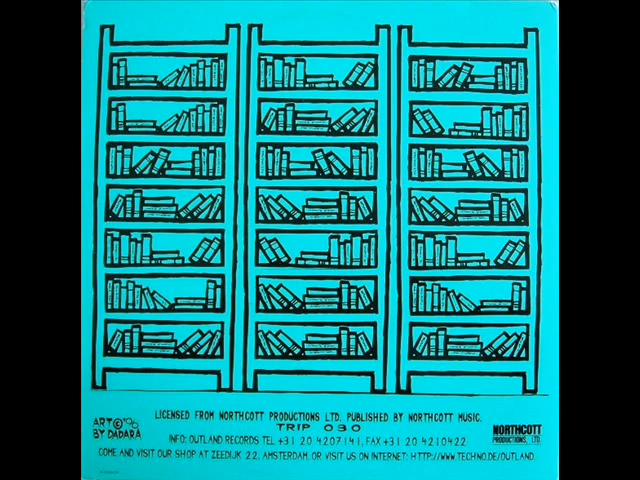 LICENSED FROM NORTHCOTT PRODUCTIONS LTD. PUBLISHED BY NORTHCOTT MUSIC.
TRIP 030
ART © '96
BY DADARA
INFO: OUTLAND RECORDS TEL +31 20 4207141, FAX +31 20 4210422
NORTHCOTT
PRODUCTIONS, LTD.
COME AND VISIT OUR SHOP AT ZEEDIJK 22, AMSTERDAM, OR VISIT US ON INTERNET: HTTP://WWW.TECHNO.DE/OUTLAND.